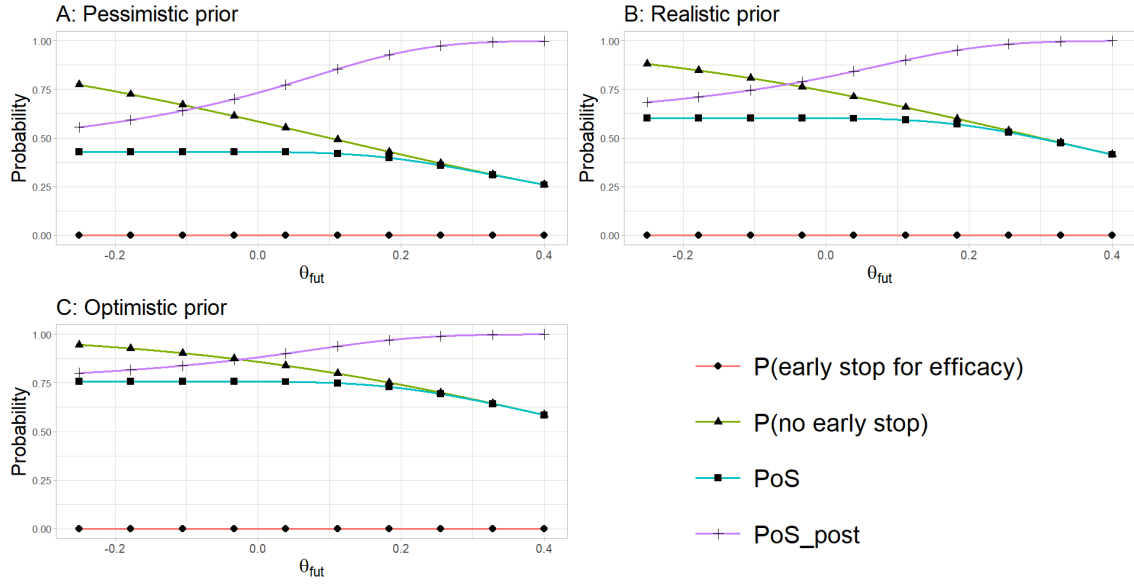 A: Pessimistic prior
1.00
0.75
0.50
0.25
0.00
Probability
-0.2 0.0 0.2 0.4
θfut
B: Realistic prior
1.00
0.75
0.50
0.25
0.00
Probability
-0.2 0.0 0.2 0.4
θfut
C: Optimistic prior
1.00
0.75
0.50
0.25
0.00
Probability
-0.2 0.0 0.2 0.4
θfut
P(early stop for efficacy)
P(no early stop)
PoS
PoS_post